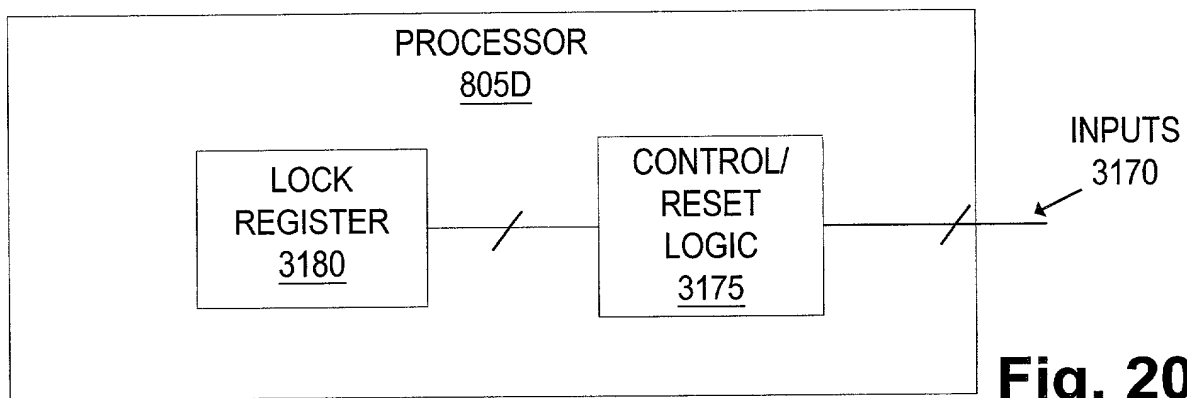 PROCESSOR
805D
LOCK
REGISTER
3180
CONTROL/
RESET
LOGIC
3175
INPUTS
3170
Fig. 20